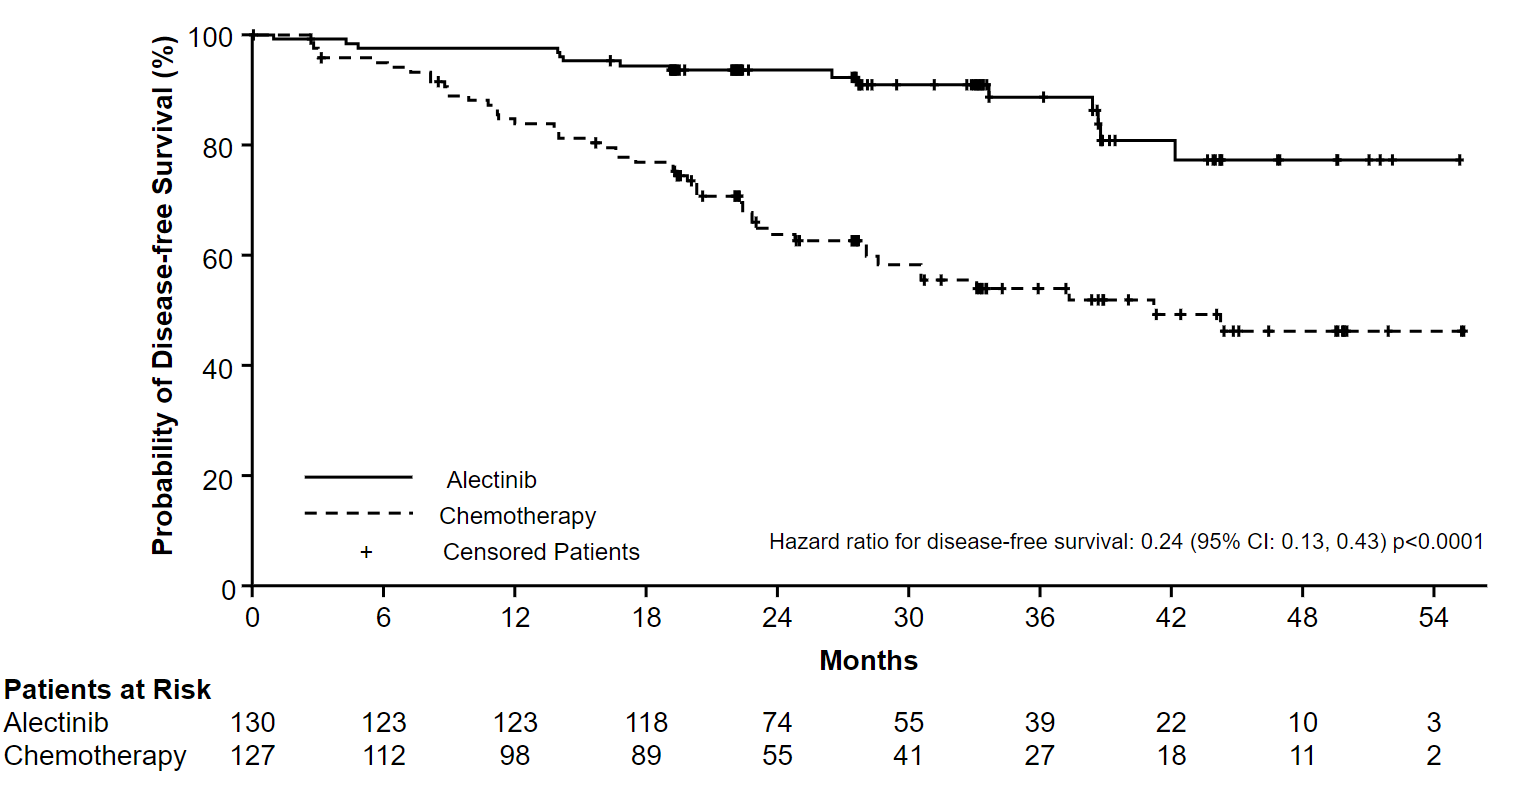 Probability of Disease-free Survival (%)
100
80
60
40
20
0
Alectinib
Chemotherapy
+ Censored Patients
Hazard ratio for disease-free survival: 0.24 (95% CI: 0.13, 0.43) p<0.0001
0 6 12 18 24 30 36 42 48 54
Months
Patients at Risk
Alectinib 130 123 123 118 74 55 39 22 10 3
Chemotherapy 127 112 98 89 55 41 27 18 11 2